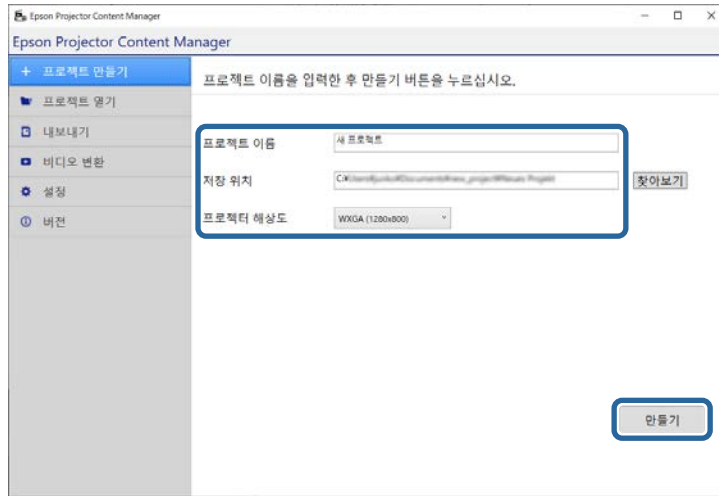 Epson Projector Content Manager
Epson Projector Content Manager
+ 프로젝트 만들기
프로젝트 이름을 입력한 후 만들기 버튼을 누르십시오.
프로젝트 열기
내보내기
프로젝트 이름 새 프로젝트
비디오 변환
저장 위치 C:¥ 찾아보기
설정
프로젝터 해상도 WXGA (1280x800)
버전
만들기